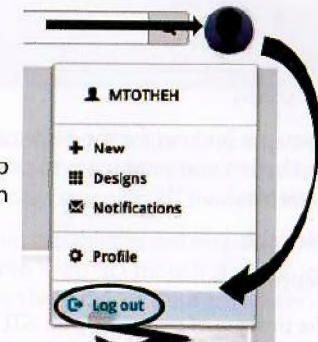 MTOTHEH
New
Designs
Notifications
Profile
Log out